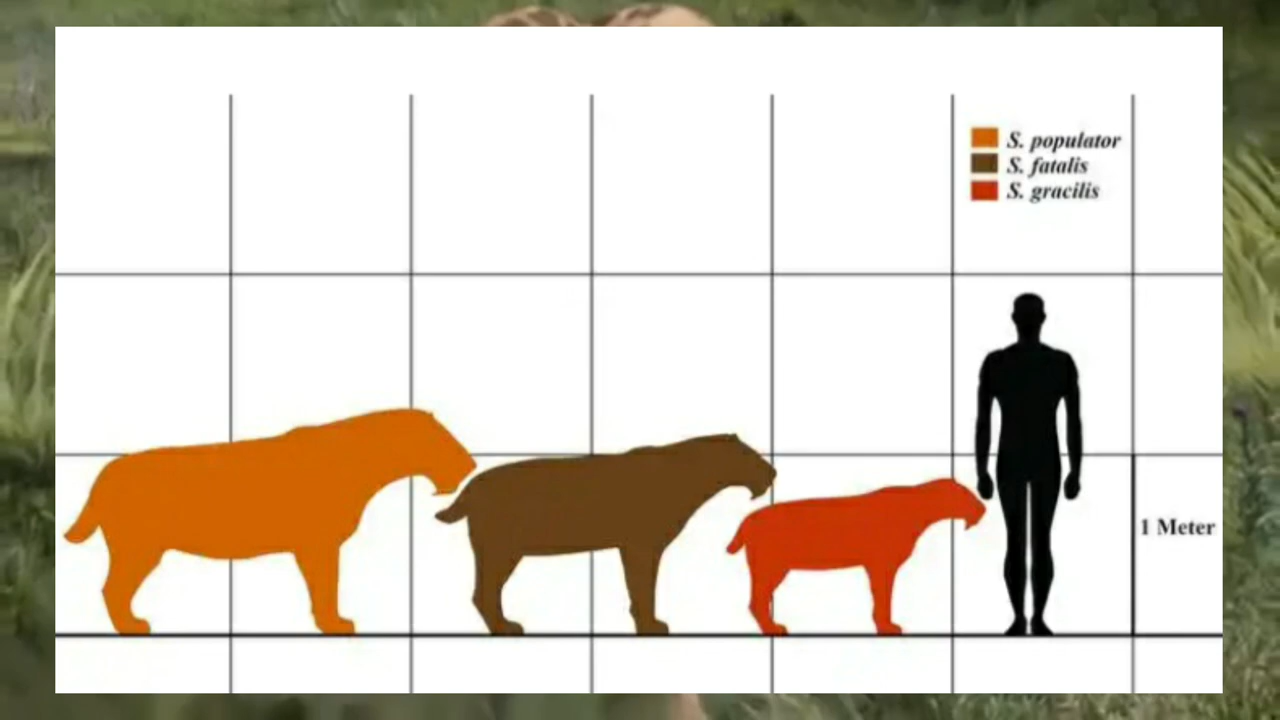 S. populator
S. fatalis
S. gracilis
1 Meter